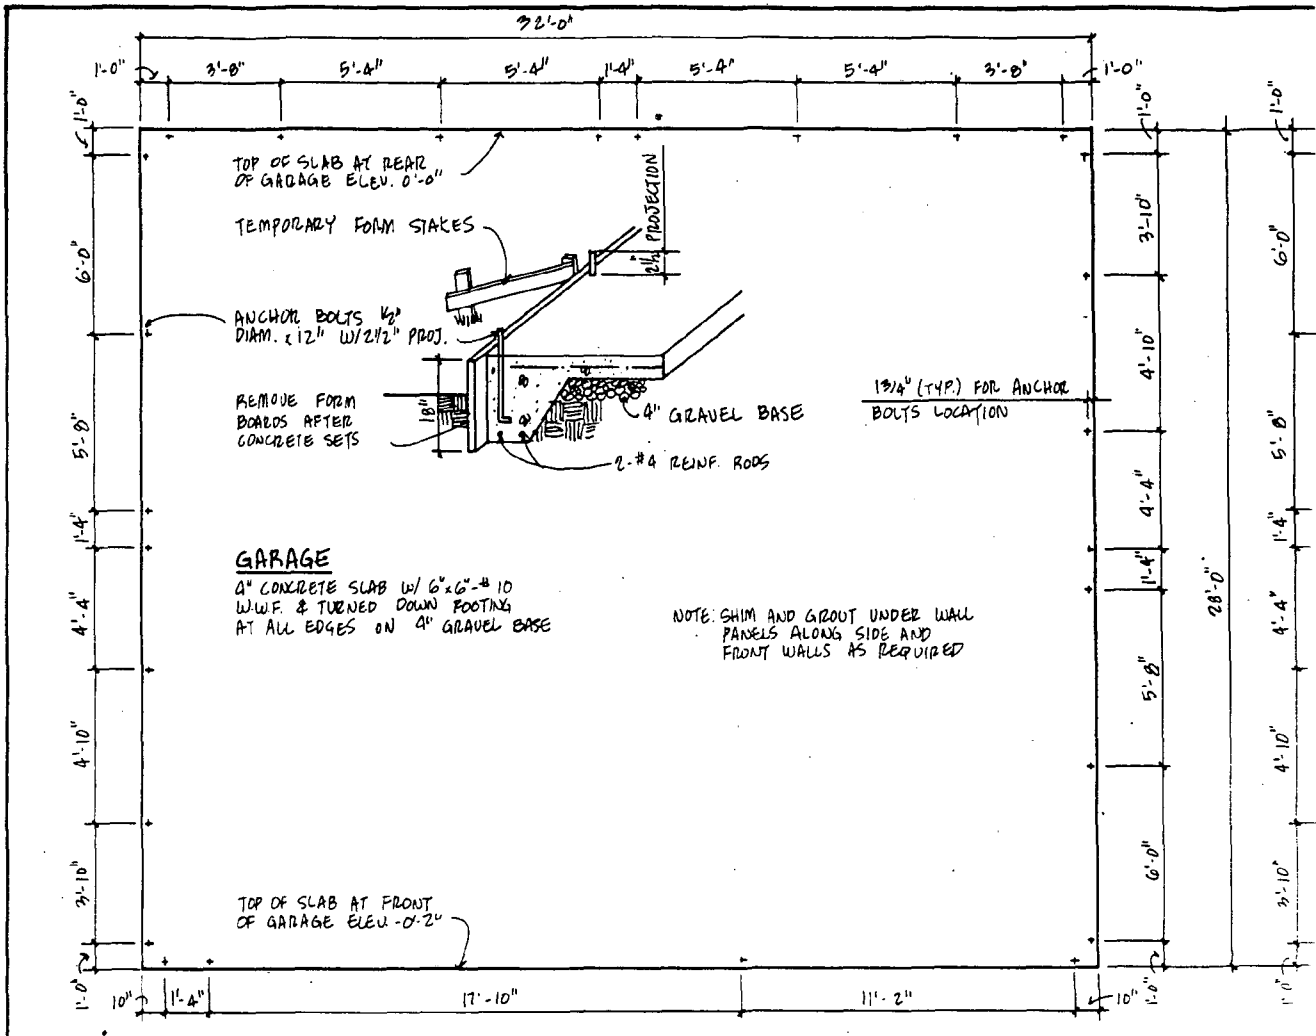 32'-0"
1'-0"
3'-8"
5'-4"
5'-4"
1'-4"
5'-4"
5'-4"
3'-8"
1'-0"
TOP OF SLAB AT REAR
OF GARAGE ELEV. 0'-0"
TEMPORARY FORM STAKES
2½" PROJECTION
ANCHOR BOLTS ½"
DIAM. x 12" W/2 1/2" PROJ.
REMOVE FORM
BOARDS AFTER
CONCRETE SETS
18"
4" GRAVEL BASE
2-#4 REINF. RODS
1 3/4" (TYP.) FOR ANCHOR
BOLTS LOCATION
GARAGE
4" CONCRETE SLAB W/ 6"x6"-#10
W.W.F. & TURNED DOWN FOOTING
AT ALL EDGES ON 4" GRAVEL BASE
NOTE: SHIM AND GROUT UNDER WALL
PANELS ALONG SIDE AND
FRONT WALLS AS REQUIRED
TOP OF SLAB AT FRONT
OF GARAGE ELEV. -0'-2"
1'-0"
6'-0"
5'-8"
1'-4"
4'-4"
4'-10"
3'-10"
1'-0"
1'-0"
3'-10"
4'-10"
4'-4"
1'-4"
5'-8"
6'-0"
1'-0"
28'-0"
1'-0"
6'-0"
5'-8"
1'-4"
4'-4"
4'-10"
3'-10"
1'-0"
10"
1'-4"
17'-10"
11'-2"
10"